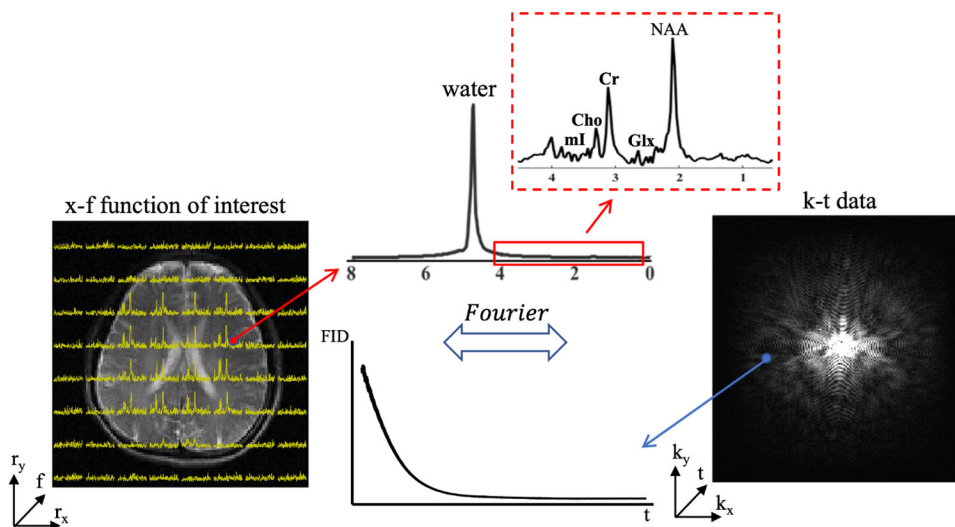 NAA
Cr
Cho
mI
Glx
4 3 2 1
water
x-f function of interest
k-t data
8 6 4 2 0
Fourier
FID
t
r_y
f
r_x
k_y
t
k_x